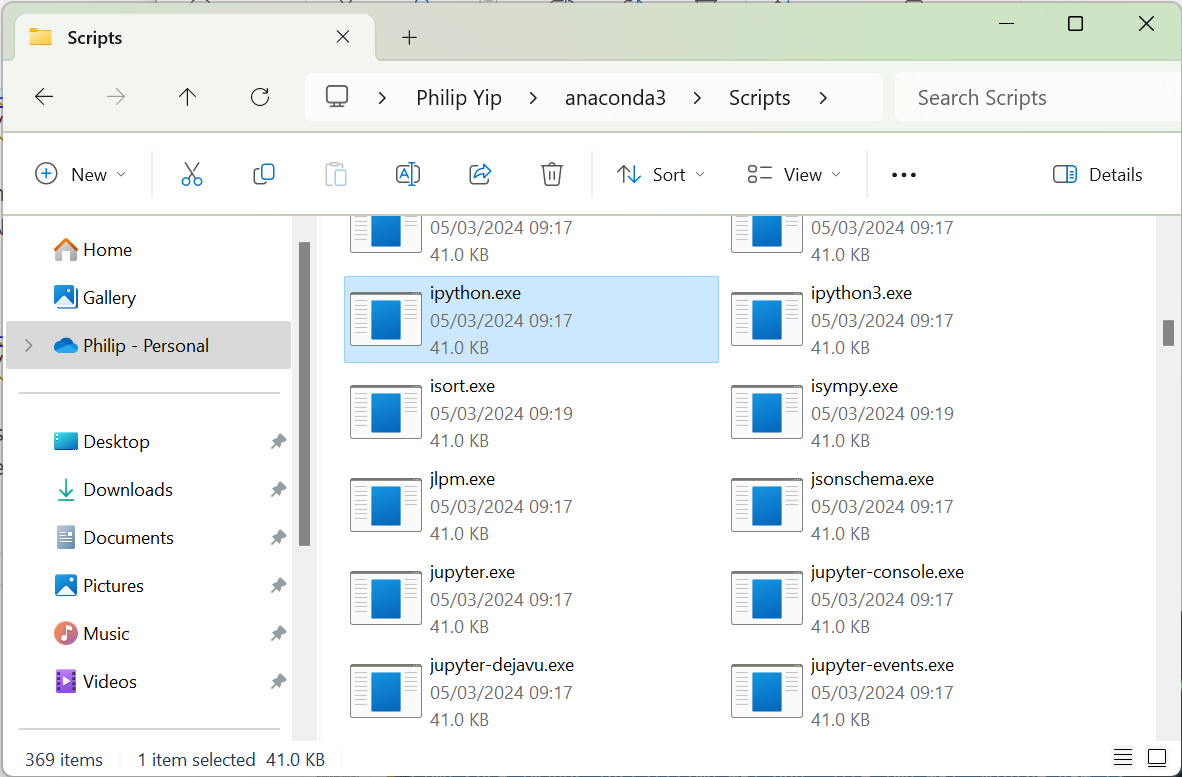 Scripts
Philip Yip
anaconda3
Scripts
Search Scripts
New
Sort
View
Details
Home
Gallery
Philip - Personal
Desktop
Downloads
Documents
Pictures
Music
Videos
05/03/2024 09:17
41.0 KB
05/03/2024 09:17
41.0 KB
ipython.exe
05/03/2024 09:17
41.0 KB
ipython3.exe
05/03/2024 09:17
41.0 KB
isort.exe
05/03/2024 09:19
41.0 KB
isympy.exe
05/03/2024 09:19
41.0 KB
jlpm.exe
05/03/2024 09:17
41.0 KB
jsonschema.exe
05/03/2024 09:17
41.0 KB
jupyter.exe
05/03/2024 09:17
41.0 KB
jupyter-console.exe
05/03/2024 09:17
41.0 KB
jupyter-dejavu.exe
05/03/2024 09:17
41.0 KB
jupyter-events.exe
05/03/2024 09:17
41.0 KB
369 items
1 item selected 41.0 KB